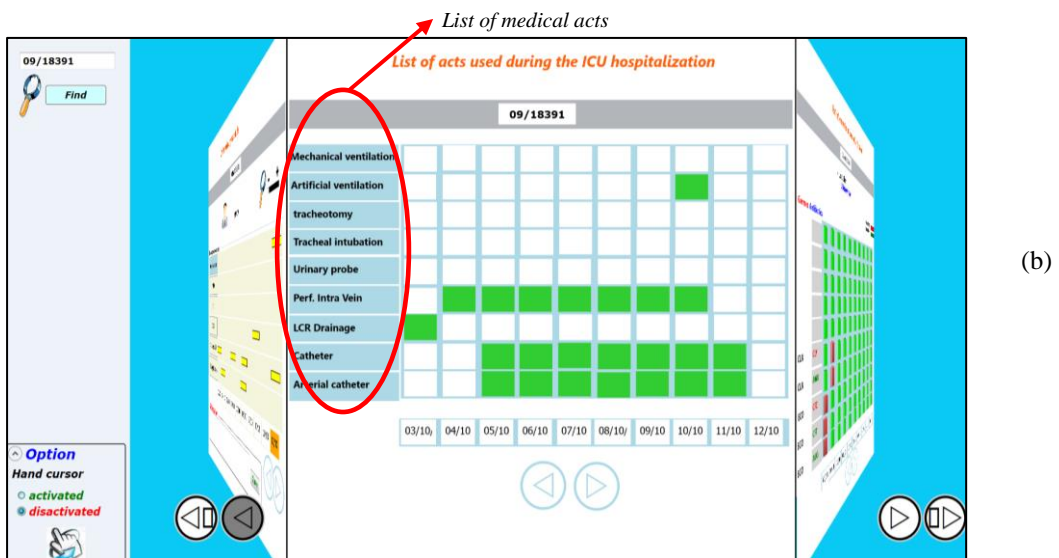 List of medical acts
09/18391
Find
List of acts used during the ICU hospitalization
09/18391
Mechanical ventilation
Artificial ventilation
tracheotomy
Tracheal intubation
Urinary probe
Perf. Intra Vein
LCR Drainage
Catheter
Arterial catheter
03/10/ 04/10 05/10 06/10 07/10 08/10/ 09/10 10/10 11/10 12/10
(b)
Option
Hand cursor
activated
disactivated